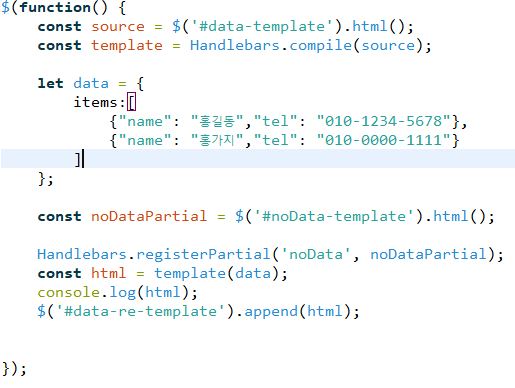 $(function() {
    const source = $('#data-template').html();
    const template = Handlebars.compile(source);
    let data = {
        items:[
            {"name": "홍길동","tel": "010-1234-5678"},
            {"name": "홍가지","tel": "010-0000-1111"}
        ]
    };
    const noDataPartial = $('#noData-template').html();
    Handlebars.registerPartial('noData', noDataPartial);
    const html = template(data);
    console.log(html);
    $('#data-re-template').append(html);
});